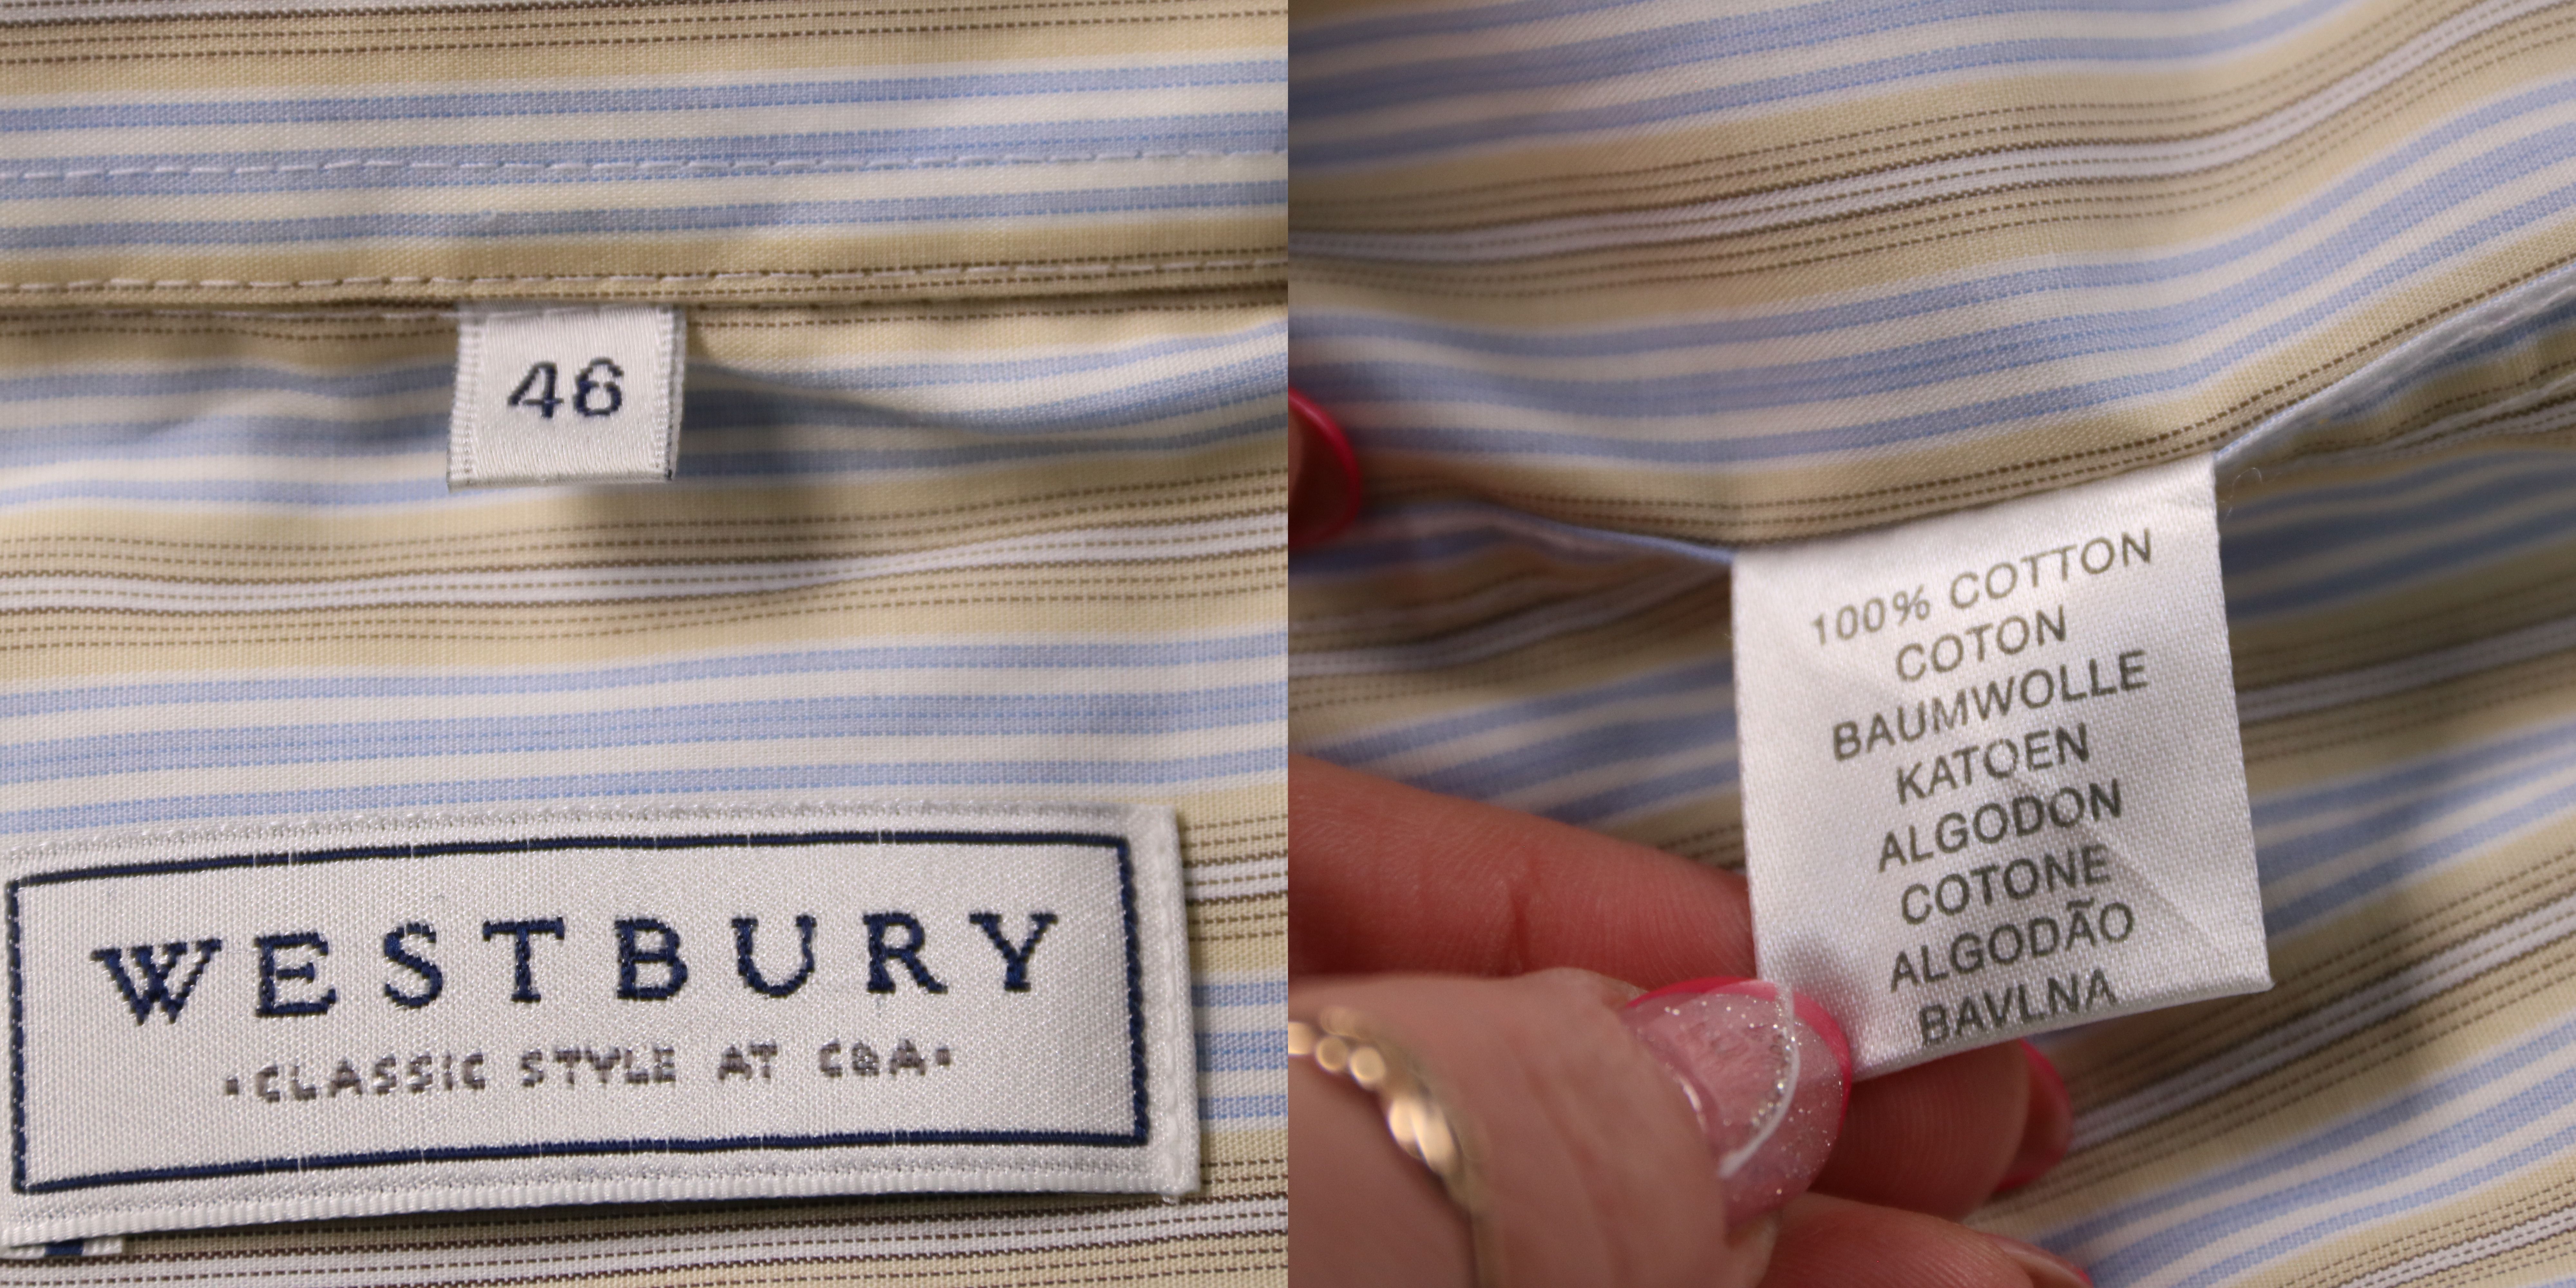 46
WESTBURY
•CLASSIC STYLE AT C&A•
100% COTTON
COTON
BAUMWOLLE
KATOEN
ALGODON
COTONE
ALGODÃO
BAVLNA